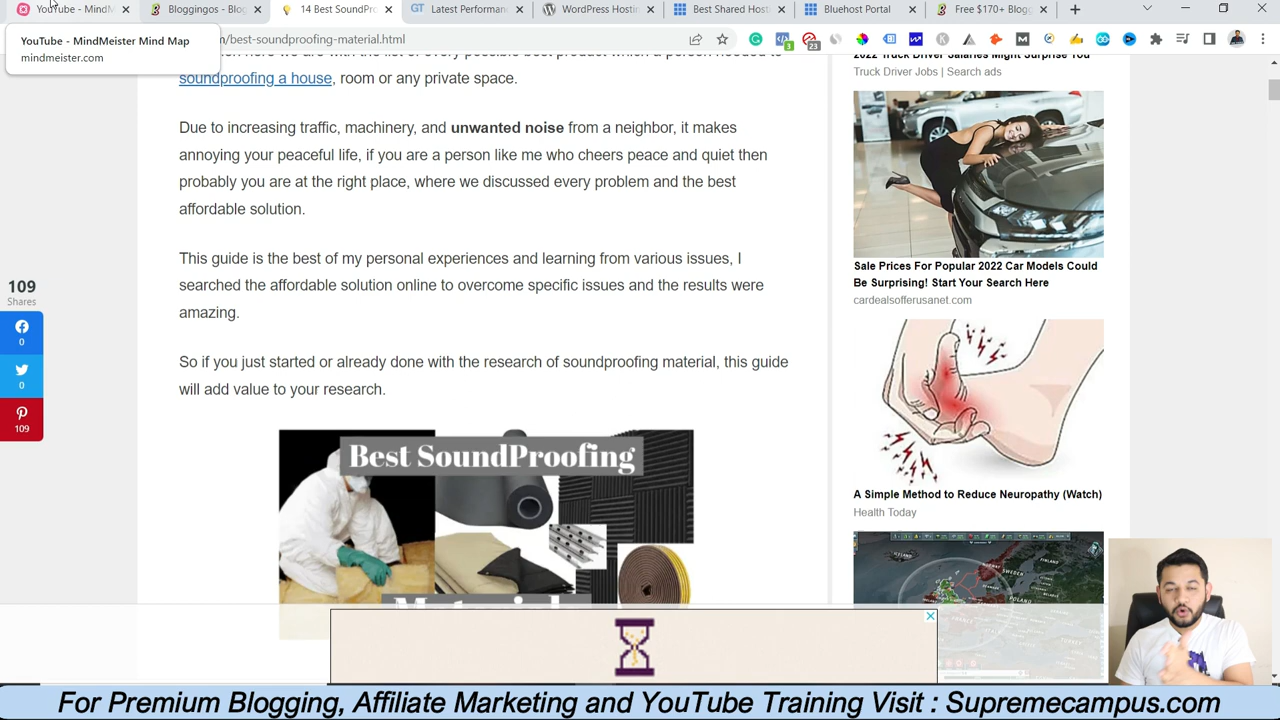 YouTube - MindM
Bloggingos - Blog
14 Best SoundPro
Latest Performan
WordPress Hostin
Best Shared Host
Bluehost Portal
Free $170+ Blogg
YouTube - MindMeister Mind Map
mindmeister.com
/best-soundproofing-material.html
3
23
soundproofing a house, room or any private space.
Due to increasing traffic, machinery, and unwanted noise from a neighbor, it makes
annoying your peaceful life, if you are a person like me who cheers peace and quiet then
probably you are at the right place, where we discussed every problem and the best
affordable solution.
This guide is the best of my personal experiences and learning from various issues, I
searched the affordable solution online to overcome specific issues and the results were
amazing.
So if you just started or already done with the research of soundproofing material, this guide
will add value to your research.
109
Shares
0
0
109
Best SoundProofing
2022 Truck Driver Salaries Might Surprise You
Truck Driver Jobs | Search ads
Sale Prices For Popular 2022 Car Models Could
Be Surprising! Start Your Search Here
cardealsofferusanet.com
A Simple Method to Reduce Neuropathy (Watch)
Health Today
For Premium Blogging, Affiliate Marketing and YouTube Training Visit : Supremecampus.com